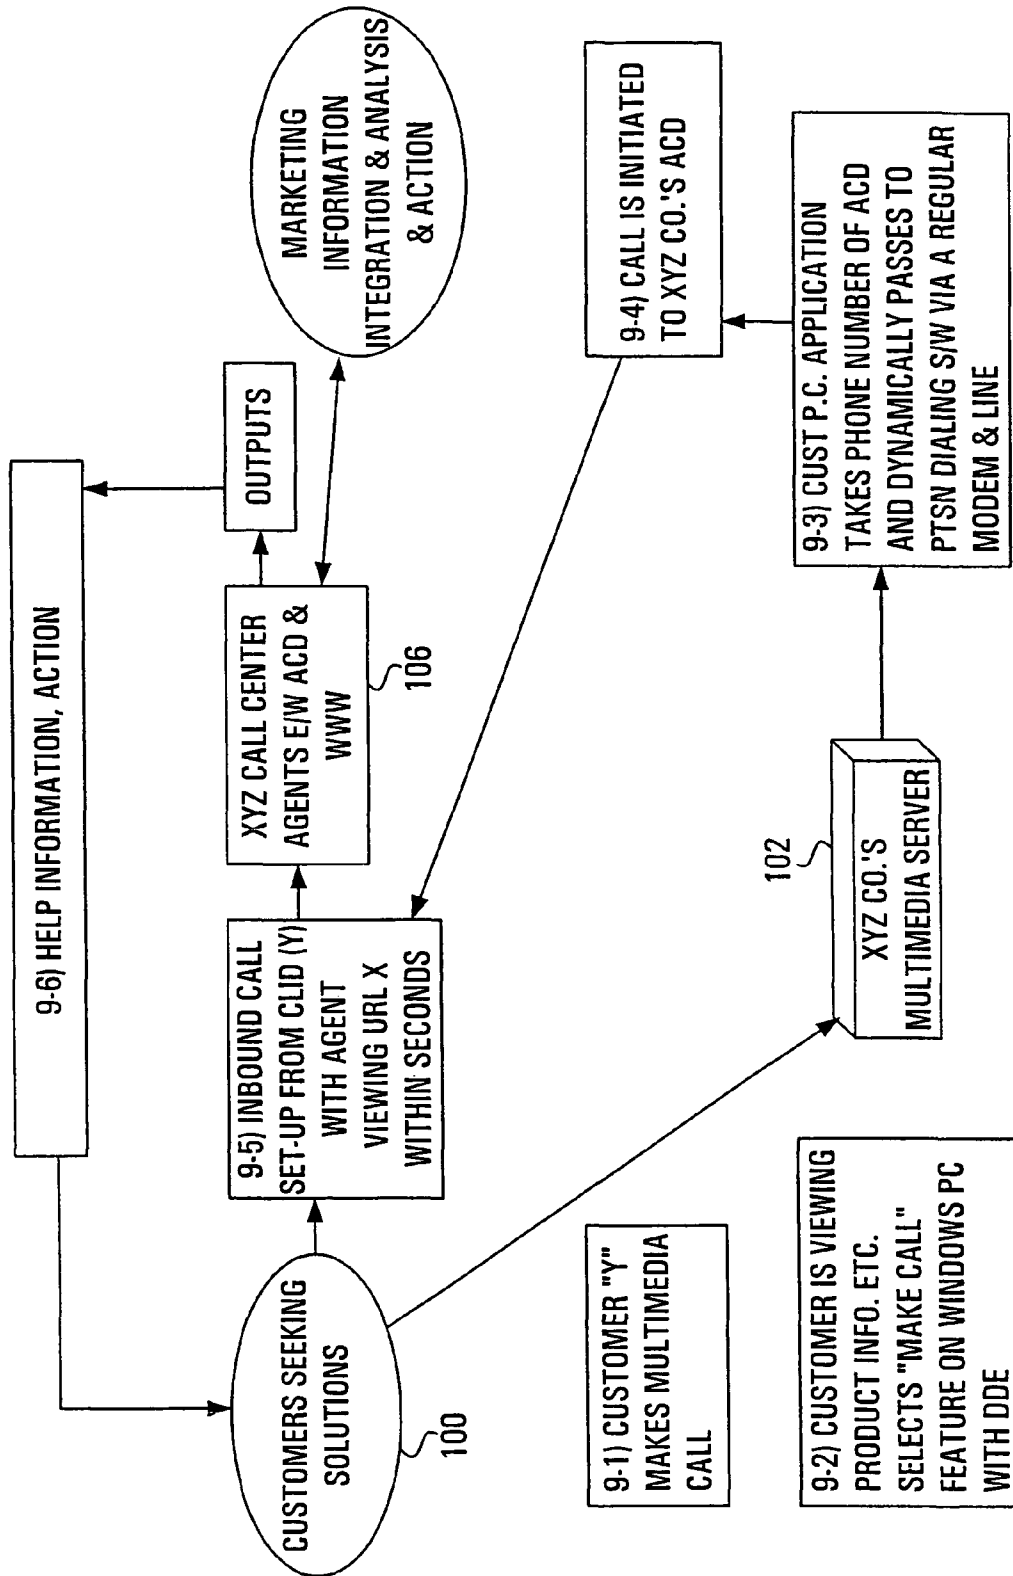 9-6) HELP INFORMATION, ACTION
CUSTOMERS SEEKING
SOLUTIONS
100
9-5) INBOUND CALL
SET-UP FROM CLID (Y)
WITH AGENT
VIEWING URL X
WITHIN SECONDS
XYZ CALL CENTER
AGENTS E/W ACD &
WWW
106
OUTPUTS
MARKETING
INFORMATION
INTEGRATION & ANALYSIS
& ACTION
9-1) CUSTOMER "Y"
MAKES MULTIMEDIA
CALL
9-4) CALL IS INITIATED
TO XYZ CO.'S ACD
9-2) CUSTOMER IS VIEWING
PRODUCT INFO. ETC.
SELECTS "MAKE CALL"
FEATURE ON WINDOWS PC
WITH DDE
102
XYZ CO.'S
MULTIMEDIA SERVER
9-3) CUST P.C. APPLICATION
TAKES PHONE NUMBER OF ACD
AND DYNAMICALLY PASSES TO
PTSN DIALING S/W VIA A REGULAR
MODEM & LINE